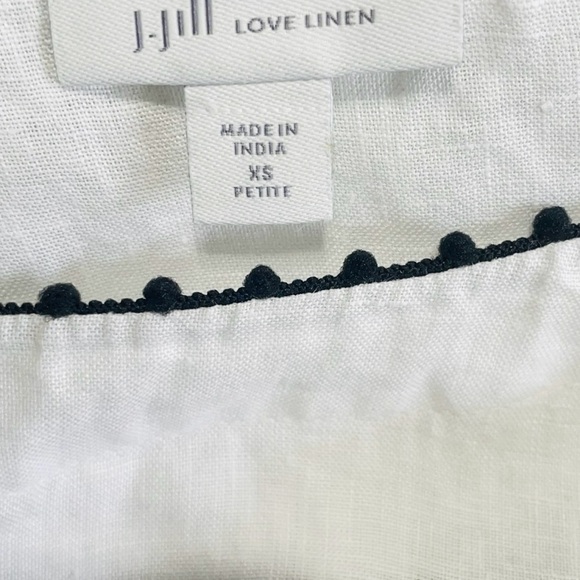 J.Jill LOVE LINEN
MADE IN
INDIA
XS
PETITE